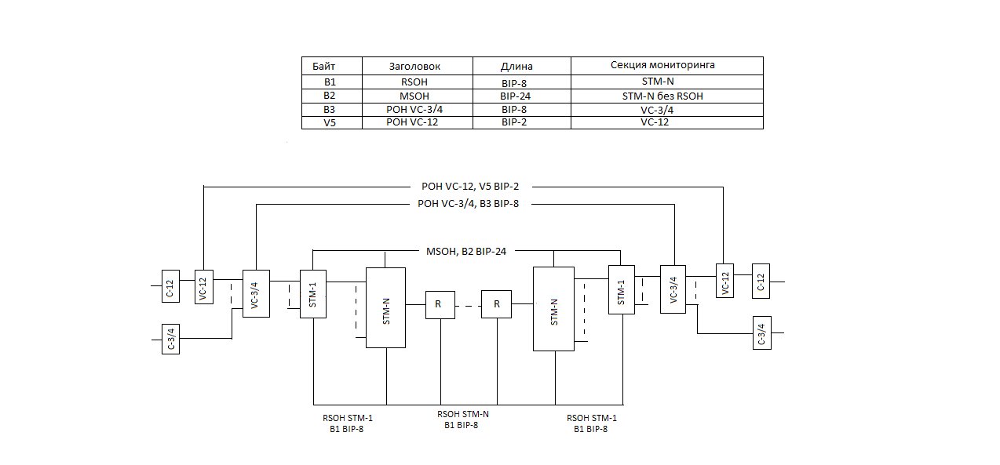 Байт Заголовок Длина Секция мониторинга
B1 RSOH BIP-8 STM-N
B2 MSOH BIP-24 STM-N без RSOH
B3 POH VC-3/4 BIP-8 VC-3/4
V5 POH VC-12 BIP-2 VC-12
POH VC-12, V5 BIP-2
POH VC-3/4, B3 BIP-8
MSOH, B2 BIP-24
C-12
VC-12
VC-3/4
STM-1
STM-N
R
R
STM-N
STM-1
VC-3/4
VC-12
C-12
C-3/4
C-3/4
RSOH STM-1
B1 BIP-8
RSOH STM-N
B1 BIP-8
RSOH STM-1
B1 BIP-8